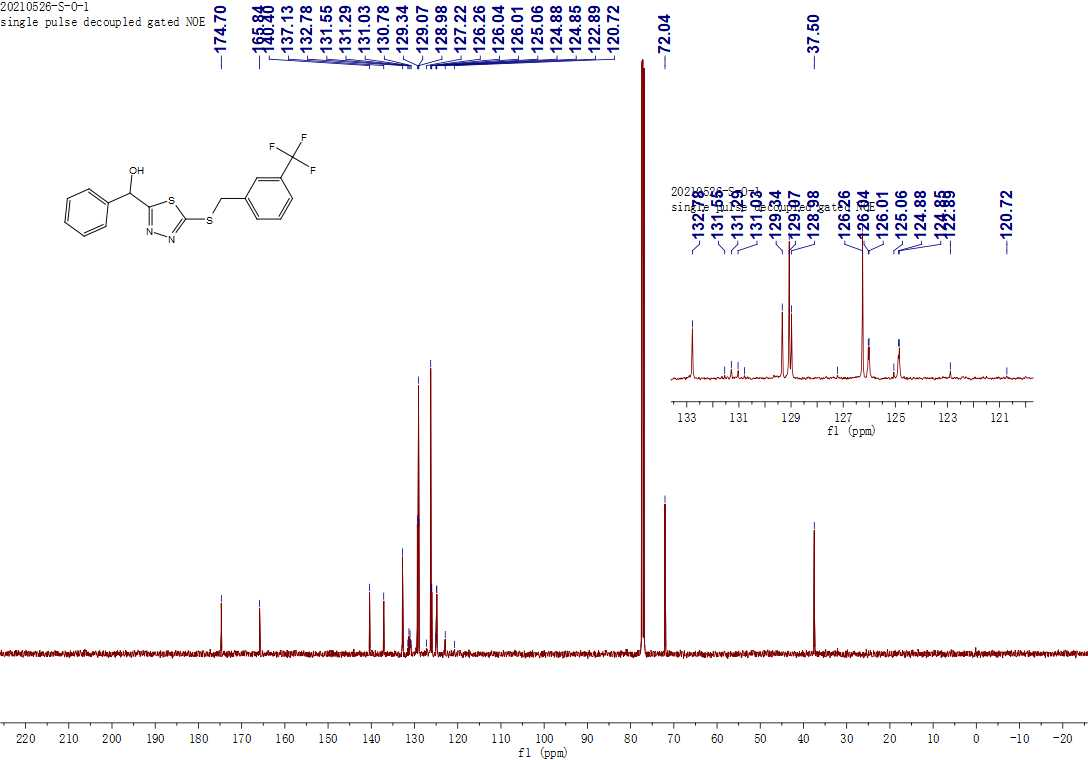 20210526-S-O-1
single pulse decoupled gated NOE
174.70
165.84
140.40
137.13
132.78
131.55
131.29
131.03
130.78
129.34
129.07
128.98
127.22
126.26
126.04
126.01
125.06
124.88
124.85
122.89
120.72
72.04
37.50
OH
F
F
F
S
S
N
N
20210526-S-O-1
single pulse decoupled gated NOE
132.78
131.55
131.29
131.03
129.34
129.07
128.98
126.26
126.04
126.01
125.06
124.88
124.85
122.89
120.72
133 131 129 127 125 123 121
f1 (ppm)
220 210 200 190 180 170 160 150 140 130 120 110 100 90 80 70 60 50 40 30 20 10 0 -10 -20
f1 (ppm)